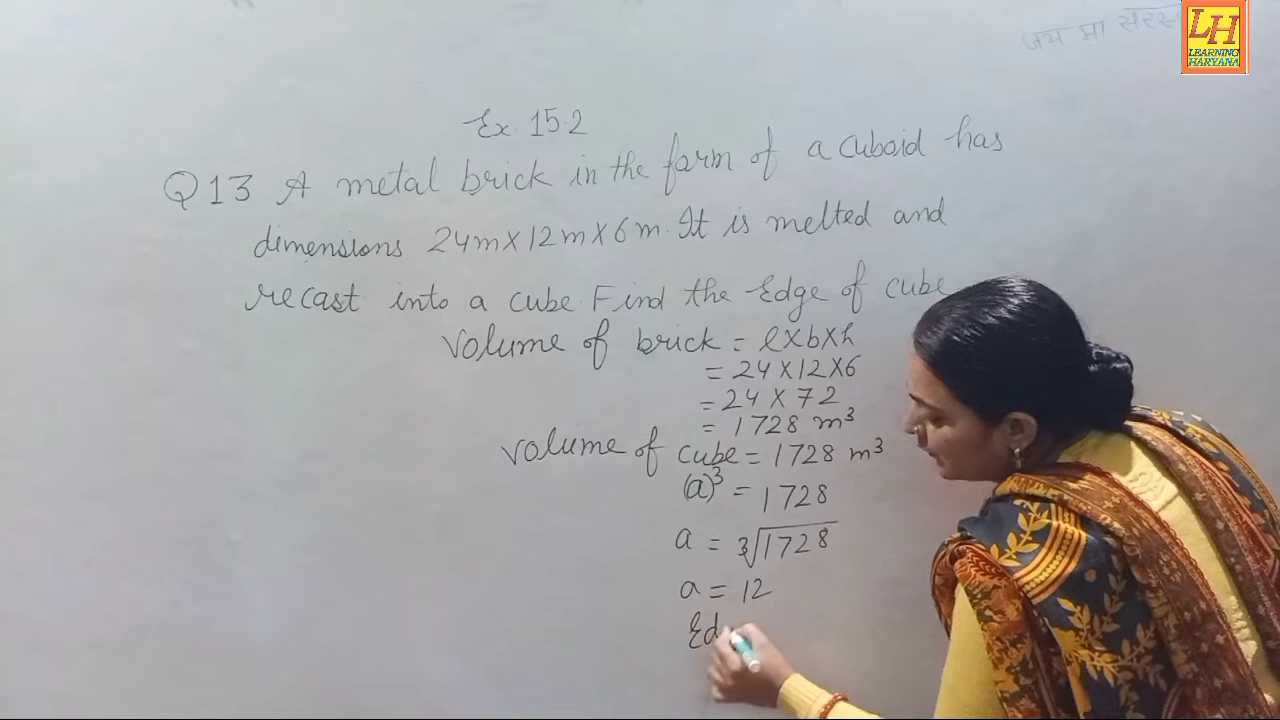 जय मा
LH
LEARNING
HARYANA
Ex. 15.2
Q13 A metal brick in the form of a cuboid has
dimensions 24m×12m×6m. It is melted and
recast into a cube Find the Edge of cube
Volume of brick = l×b×h
= 24×12×6
= 24×72
= 1728 m³
Volume of cube = 1728 m³
(a)³ = 1728
a = ∛1728
a = 12
Ed